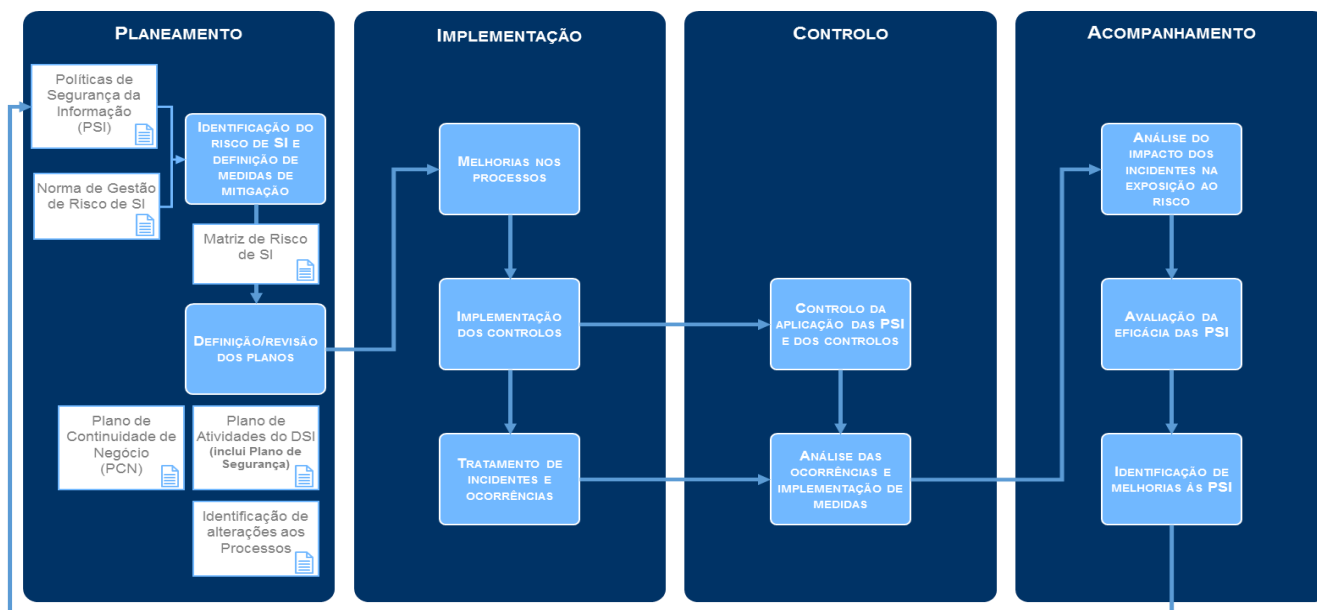 PLANEAMENTO
Políticas de
Segurança da
Informação
(PSI)
Norma de Gestão
de Risco de SI
IDENTIFICAÇÃO DO
RISCO DE SI E
DEFINIÇÃO DE
MEDIDAS DE
MITIGAÇÃO
Matriz de Risco
de SI
DEFINIÇÃO/REVISÃO
DOS PLANOS
Plano de
Continuidade de
Negócio
(PCN)
Plano de
Atividades do DSI
(inclui Plano de
Segurança)
Identificação de
alterações aos
Processos
IMPLEMENTAÇÃO
MELHORIAS NOS
PROCESSOS
IMPLEMENTAÇÃO
DOS CONTROLOS
TRATAMENTO DE
INCIDENTES E
OCORRÊNCIAS
CONTROLO
CONTROLO DA
APLICAÇÃO DAS PSI
E DOS CONTROLOS
ANÁLISE DAS
OCORRÊNCIAS E
IMPLEMENTAÇÃO DE
MEDIDAS
ACOMPANHAMENTO
ANÁLISE DO
IMPACTO DOS
INCIDENTES NA
EXPOSIÇÃO AO
RISCO
AVALIAÇÃO DA
EFICÁCIA DAS PSI
IDENTIFICAÇÃO DE
MELHORIAS ÁS PSI